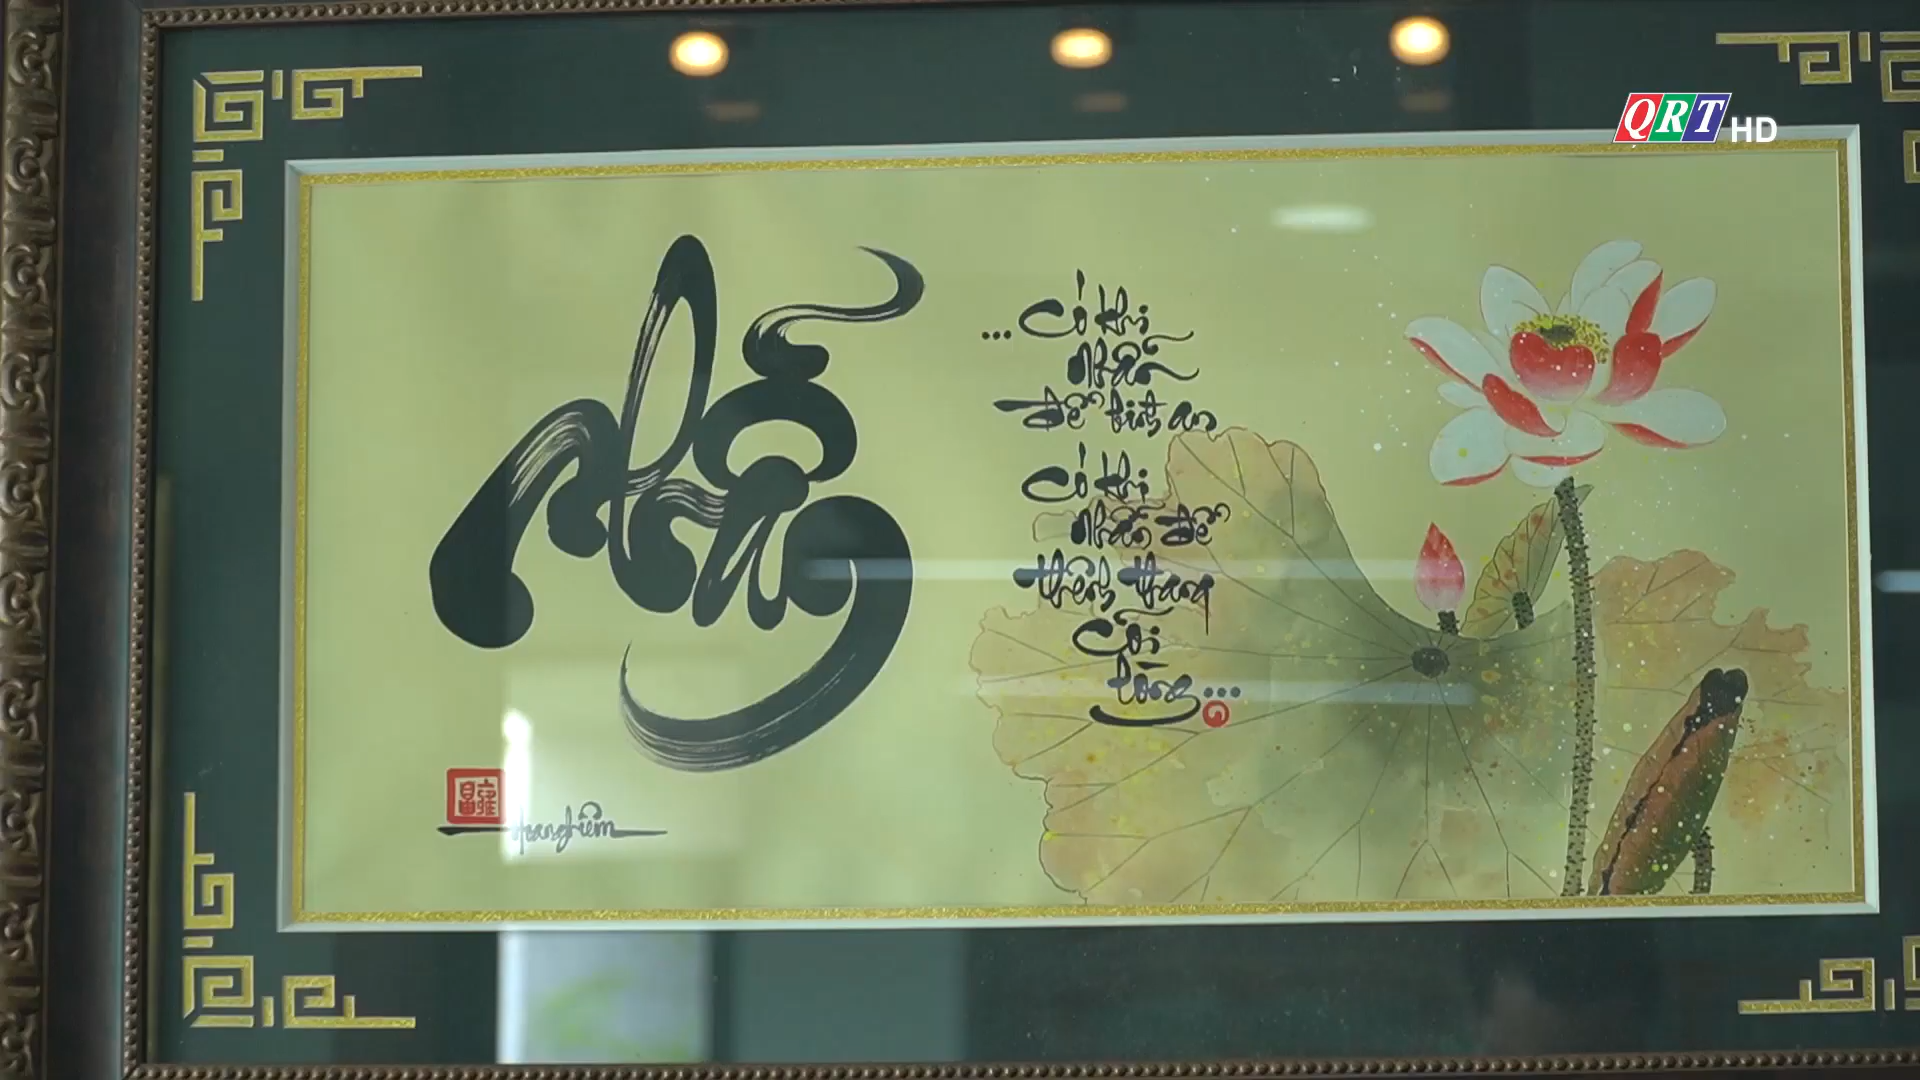 QRT HD
Nhẫn
... Có khi
nhẫn
để bình an
Có khi
nhẫn để
thênh thang
Cõi
lòng...